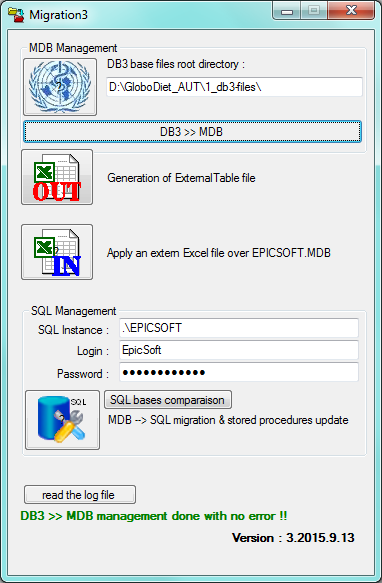 Migration3
MDB Management
DB3 base files root directory :
D:\GloboDiet_AUT\1_db3-files\
DB3 >> MDB
OUT
Generation of ExternalTable file
IN
Apply an extern Excel file over EPICSOFT.MDB
SQL Management
SQL Instance :
.\EPICSOFT
Login :
EpicSoft
Password :
●●●●●●●●●●●●
SQL
SQL bases comparaison
MDB --> SQL migration & stored procedures update
read the log file
DB3 >> MDB management done with no error !!
Version : 3.2015.9.13